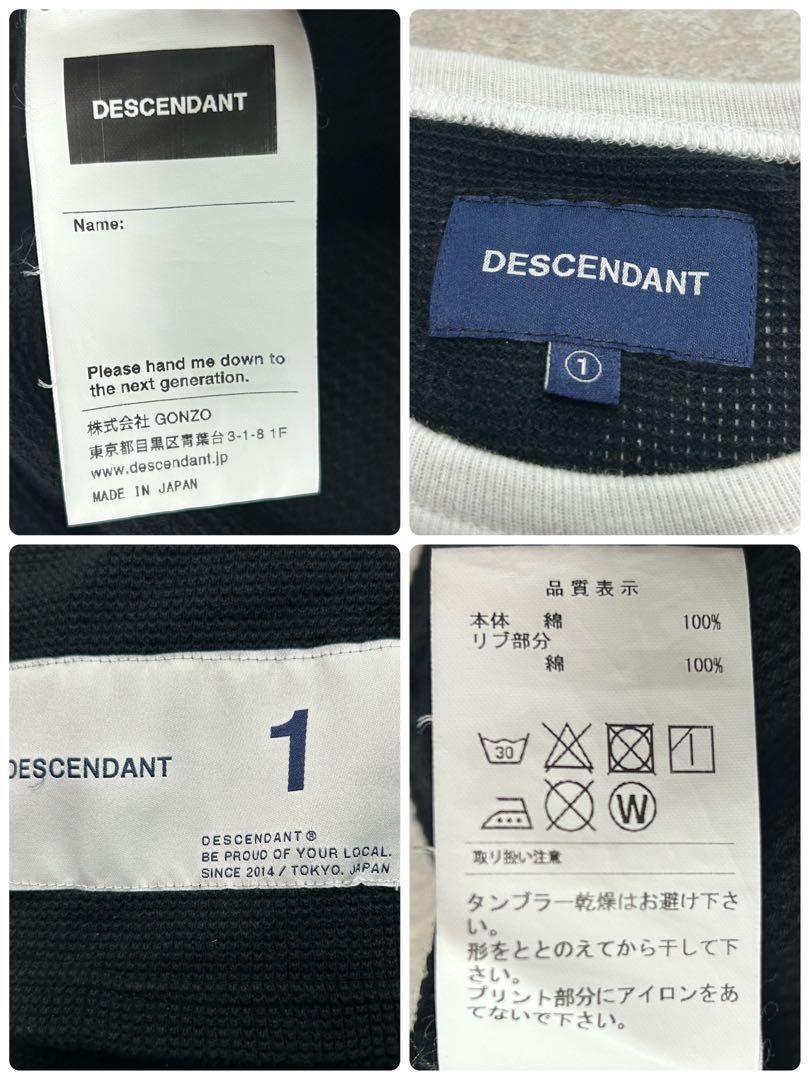 DESCENDANT
Name:
Please hand me down to
the next generation.
株式会社 GONZO
東京都目黒区青葉台3-1-8 1F
www.descendant.jp
MADE IN JAPAN
DESCENDANT
1
DESCENDANT
1
DESCENDANT®
BE PROUD OF YOUR LOCAL.
SINCE 2014 / TOKYO, JAPAN
品質表示
本体 綿 100%
リブ部分
綿 100%
30
W
取り扱い注意
タンブラー乾燥はお避け下さ
い。
形をととのえてから干して下
さい。
プリント部分にアイロンをあ
てないで下さい。